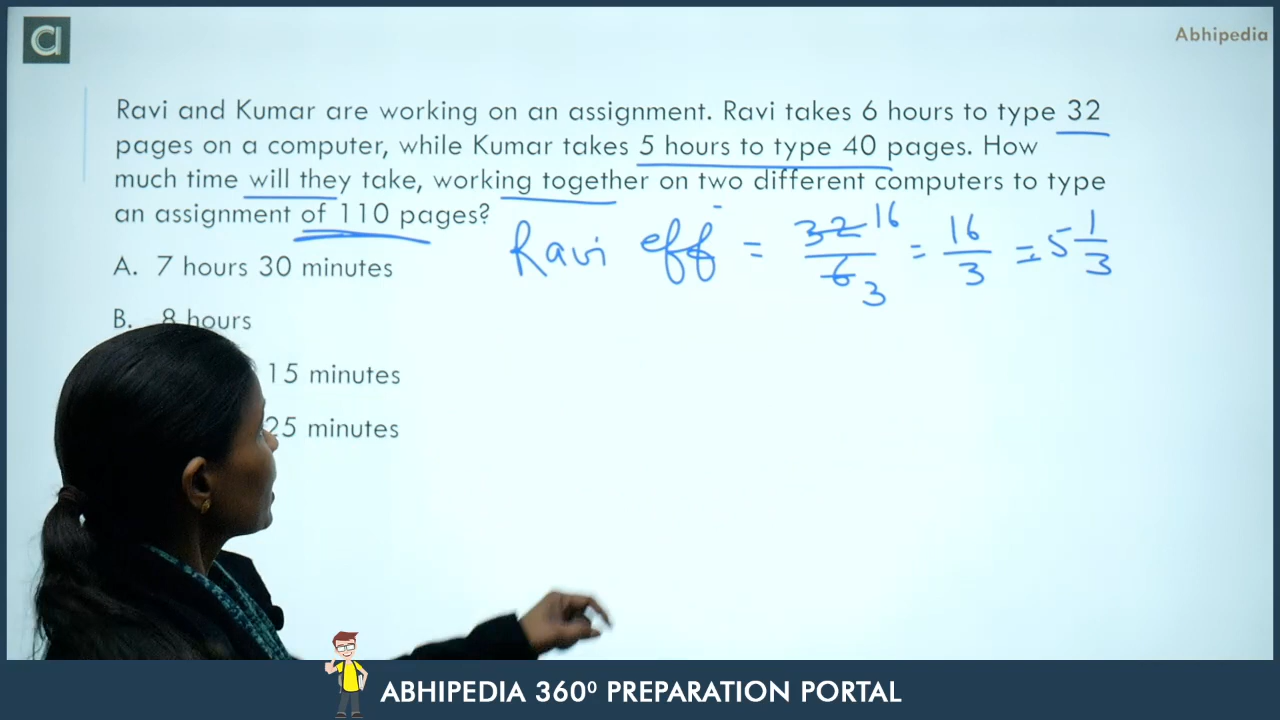 Abhipedia
Ravi and Kumar are working on an assignment. Ravi takes 6 hours to type 32
pages on a computer, while Kumar takes 5 hours to type 40 pages. How
much time will they take, working together on two different computers to type
an assignment of 110 pages?
Ravi eff = 32/6 16/3 = 16/3 = 5 1/3
A. 7 hours 30 minutes
B. 8 hours
15 minutes
25 minutes
ABHIPEDIA 360⁰ PREPARATION PORTAL